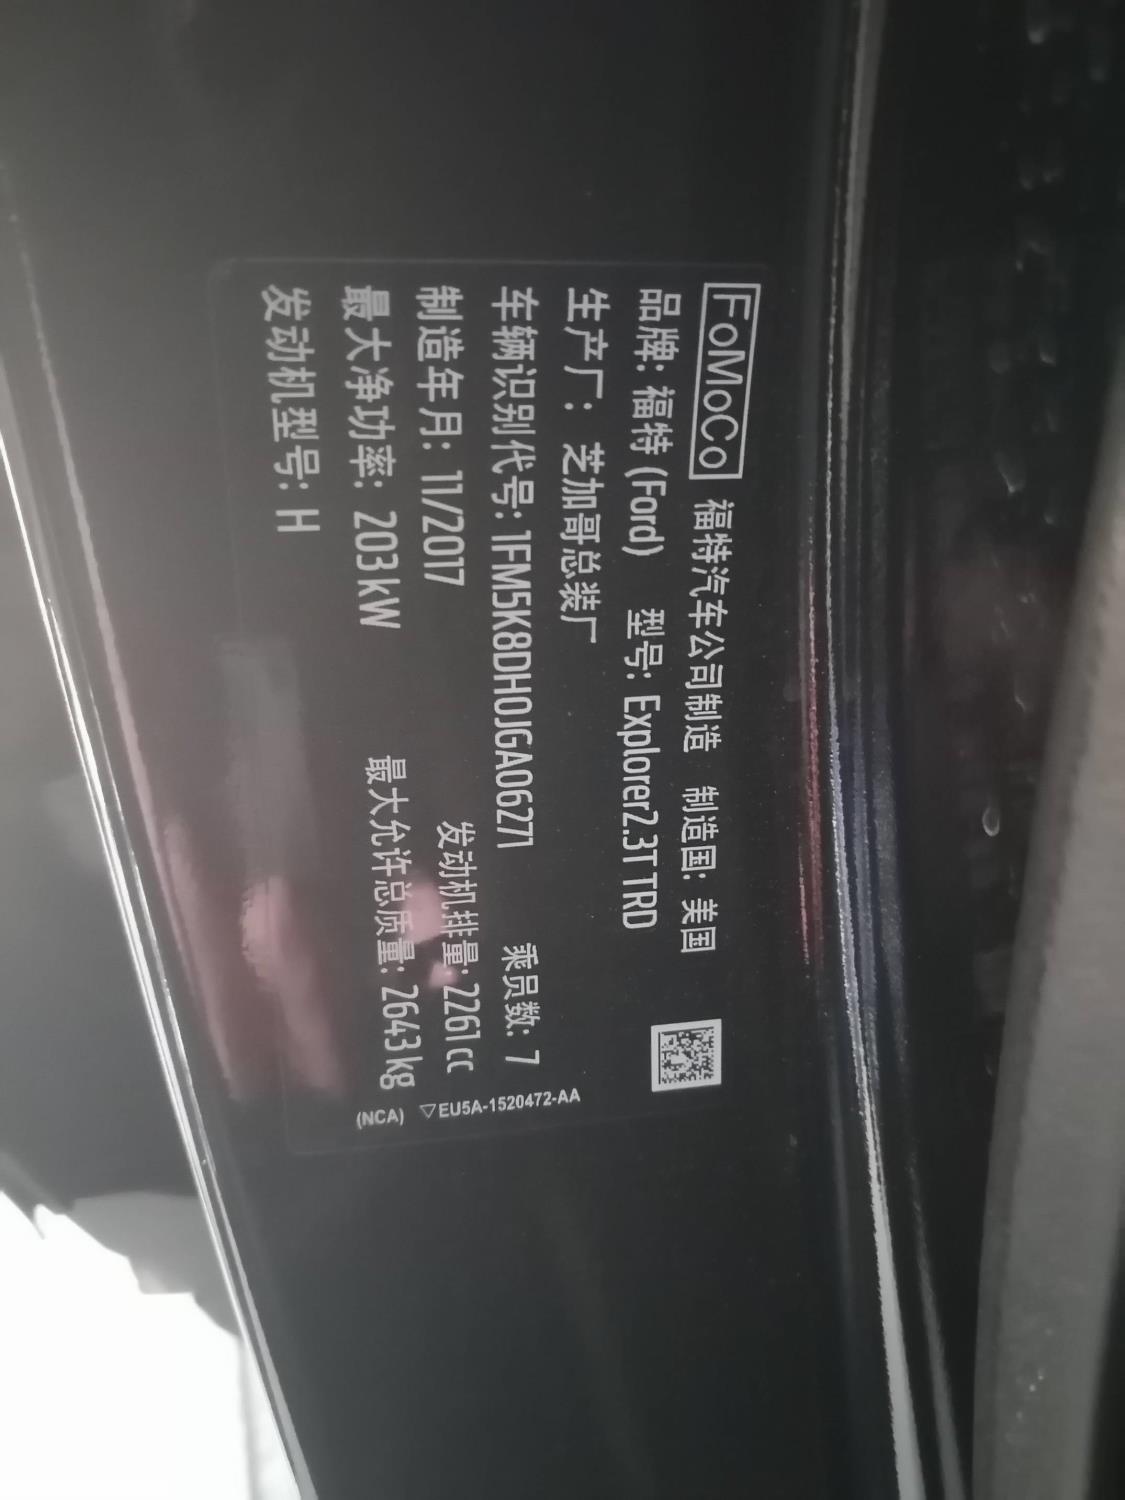 FoMoCo 福特汽车公司制造 制造国: 美国
品牌: 福特 (Ford) 型号: Explorer2.3T TRD
生产厂: 芝加哥总装厂
车辆识别代号: 1FM5K8DH0JGA06271 乘员数: 7
制造年月: 11/2017 发动机排量: 2261 cc
最大净功率: 203 kW 最大允许总质量: 2643 kg
发动机型号: H
▽EU5A-1520472-AA
(NCA)